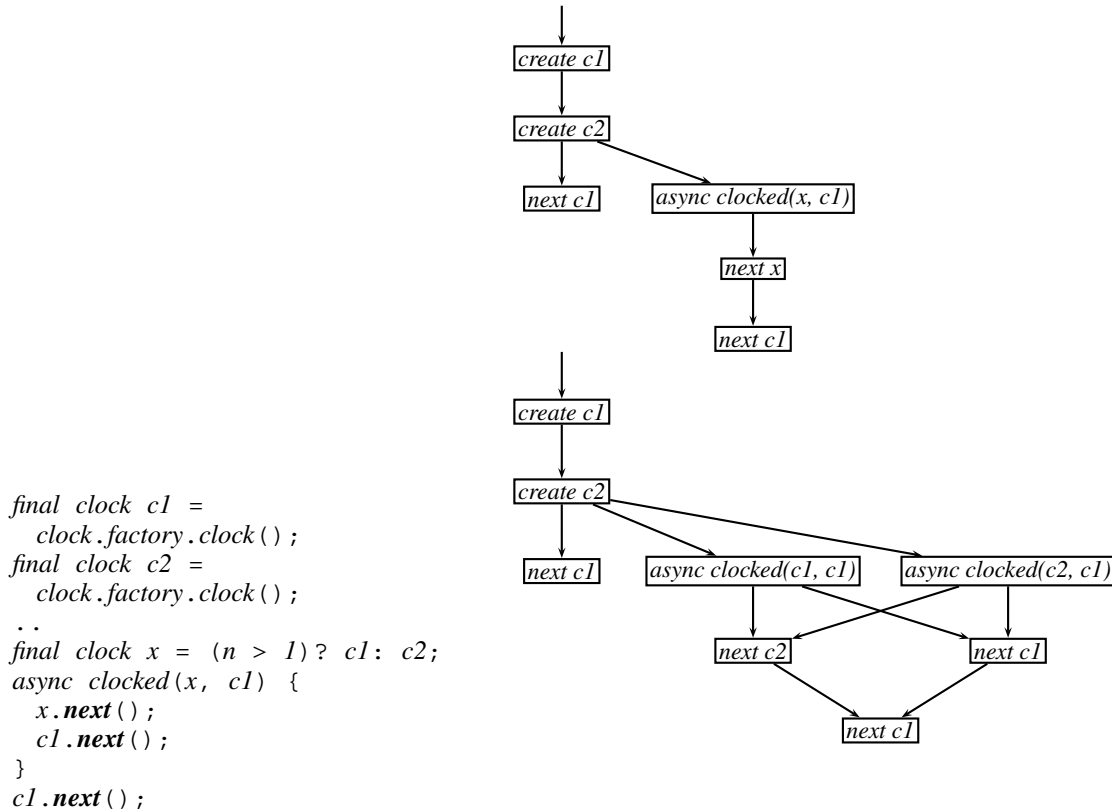 create c1
create c2
next c1
async clocked(x, c1)
next x
next c1
create c1
create c2
next c1
async clocked(c1, c1)
async clocked(c2, c1)
next c2
next c1
next c1
final clock c1 =
clock.factory.clock();
final clock c2 =
clock.factory.clock();
..
final clock x = (n > 1)? c1: c2;
async clocked(x, c1) {
x.next();
c1.next();
}
c1.next();